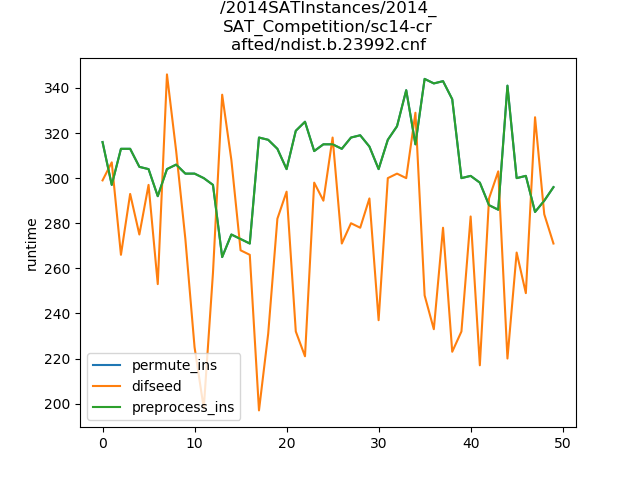 /2014SATInstances/2014_
SAT_Competition/sc14-cr
afted/ndist.b.23992.cnf
runtime
340
320
300
280
260
240
220
200
permute_ins
difseed
preprocess_ins
0
10
20
30
40
50